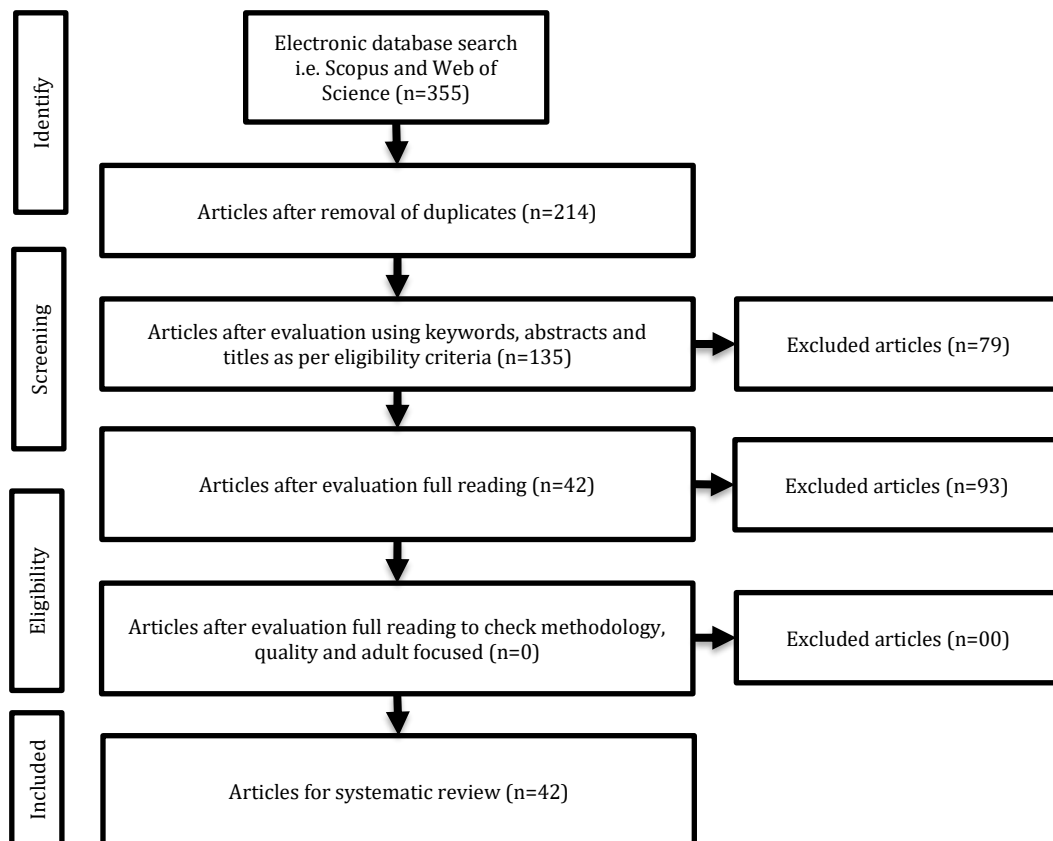 Identify
Electronic database search
i.e. Scopus and Web of
Science (n=355)
Articles after removal of duplicates (n=214)
Screening
Articles after evaluation using keywords, abstracts and
titles as per eligibility criteria (n=135)
Excluded articles (n=79)
Articles after evaluation full reading (n=42)
Excluded articles (n=93)
Eligibility
Articles after evaluation full reading to check methodology,
quality and adult focused (n=0)
Excluded articles (n=00)
Included
Articles for systematic review (n=42)